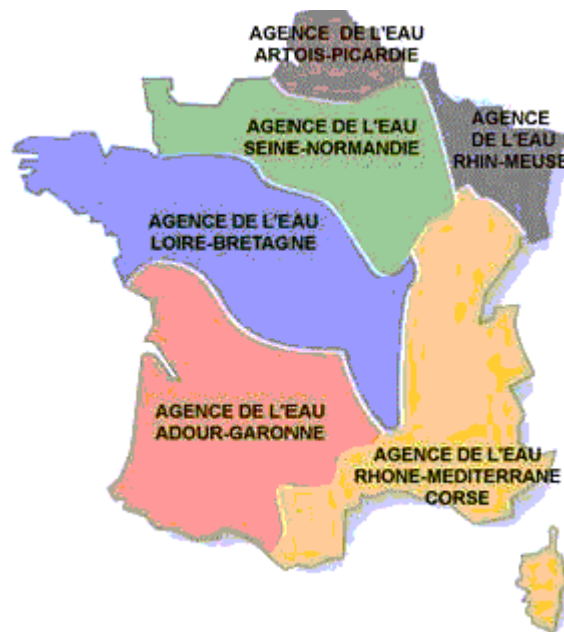 AGENCE DE L'EAU
ARTOIS-PICARDIE
AGENCE
DE L'EAU
RHIN-MEUSE
AGENCE DE L'EAU
SEINE-NORMANDIE
AGENCE DE L'EAU
LOIRE-BRETAGNE
AGENCE DE L'EAU
ADOUR-GARONNE
AGENCE DE L'EAU
RHONE-MEDITERRANE
CORSE